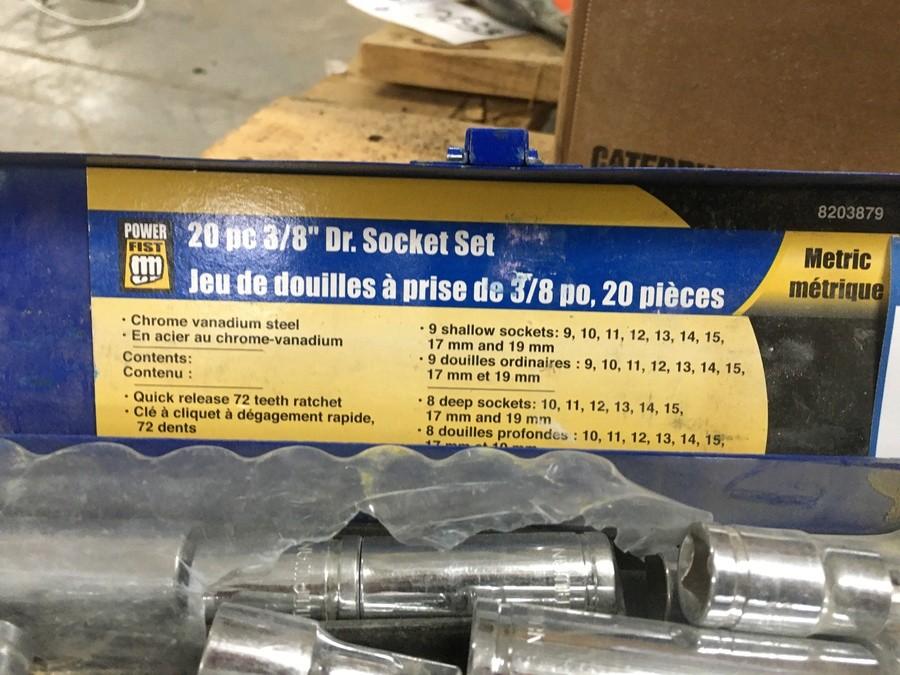 CATERP
8203879
POWER
FIST
20 pc 3/8" Dr. Socket Set
Jeu de douilles à prise de 3/8 po, 20 pièces
Metric
métrique
· Chrome vanadium steel
· En acier au chrome-vanadium
Contents:
Contenu :
· Quick release 72 teeth ratchet
· Clé à cliquet à dégagement rapide,
72 dents
· 9 shallow sockets: 9, 10, 11, 12, 13, 14, 15,
17 mm and 19 mm
· 9 douilles ordinaires : 9, 10, 11, 12, 13, 14, 15,
17 mm et 19 mm
· 8 deep sockets: 10, 11, 12, 13, 14, 15,
17 mm and 19 mm
· 8 douilles profondes : 10, 11, 12, 13, 14, 15,
17 mm et 19 mm